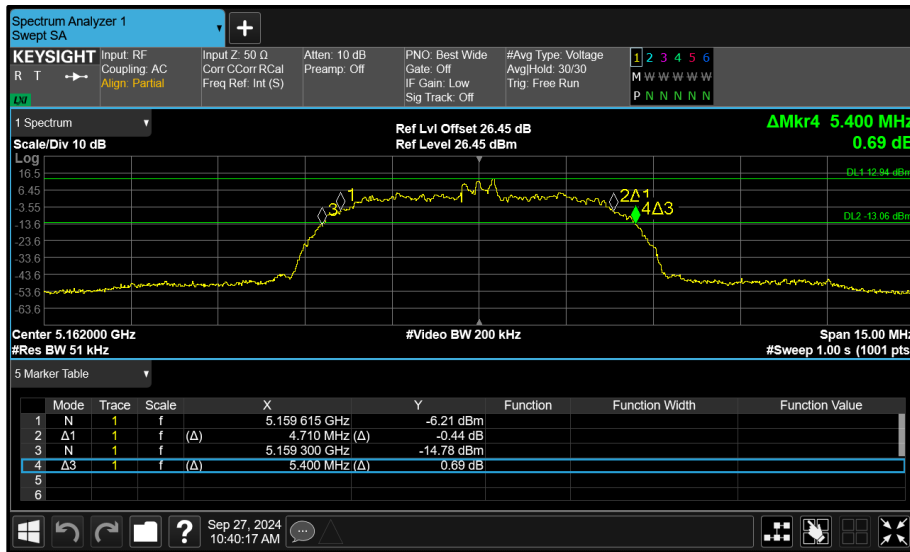 Spectrum Analyzer 1
Swept SA
KEYSIGHT
R T
LXI
Input: RF
Coupling: AC
Align: Partial
Input Z: 50 Ω
Corr CCorr RCal
Freq Ref: Int (S)
Atten: 10 dB
Preamp: Off
PNO: Best Wide
Gate: Off
IF Gain: Low
Sig Track: Off
#Avg Type: Voltage
Avg|Hold: 30/30
Trig: Free Run
1 2 3 4 5 6
M W W W W W
P N N N N N
1 Spectrum
Scale/Div 10 dB
Ref Lvl Offset 26.45 dB
Ref Level 26.45 dBm
ΔMkr4 5.400 MHz
0.69 dB
Log
16.5
6.45
-3.55
-13.6
-23.6
-33.6
-43.6
-53.6
-63.6
DL1 12.94 dBm
DL2 -13.06 dBm
1
3
2Δ1
4Δ3
Center 5.162000 GHz
#Res BW 51 kHz
#Video BW 200 kHz
Span 15.00 MHz
#Sweep 1.00 s (1001 pts
5 Marker Table
Mode Trace Scale X Y Function Function Width Function Value
1 N 1 f 5.159 615 GHz -6.21 dBm
2 Δ1 1 f (Δ) 4.710 MHz (Δ) -0.44 dB
3 N 1 f 5.159 300 GHz -14.78 dBm
4 Δ3 1 f (Δ) 5.400 MHz (Δ) 0.69 dB
5
6
?
Sep 27, 2024
10:40:17 AM